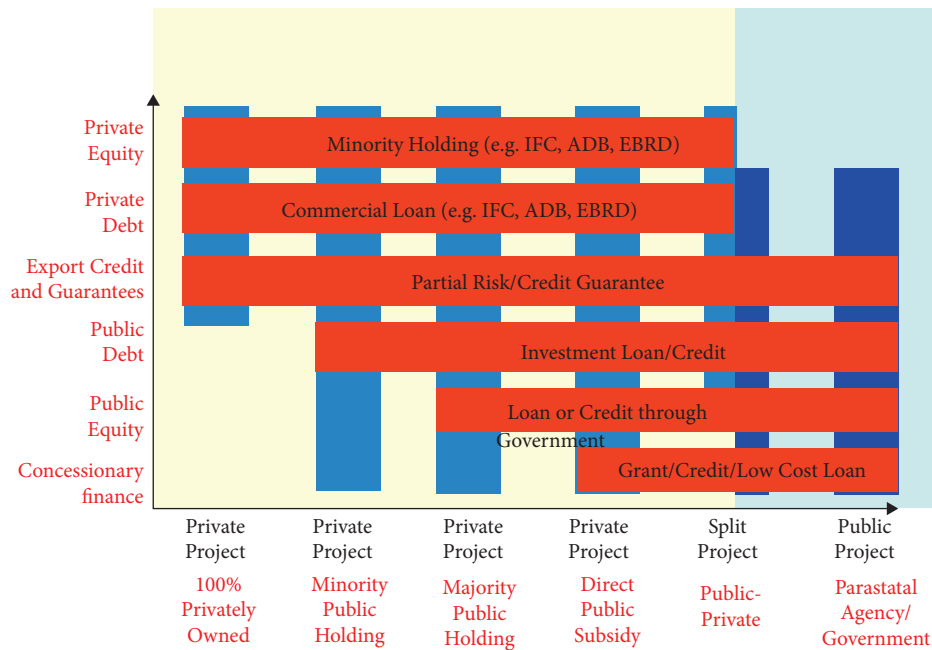 Private
Equity
Minority Holding (e.g. IFC, ADB, EBRD)
Private
Debt
Commercial Loan (e.g. IFC, ADB, EBRD)
Export Credit
and Guarantees
Partial Risk/Credit Guarantee
Public
Debt
Investment Loan/Credit
Public
Equity
Loan or Credit through
Government
Concessionary
finance
Grant/Credit/Low Cost Loan
Private
Project
100%
Privately
Owned
Private
Project
Minority
Public
Holding
Private
Project
Majority
Public
Holding
Private
Project
Direct
Public
Subsidy
Split
Project
Public-
Private
Public
Project
Parastatal
Agency/
Government